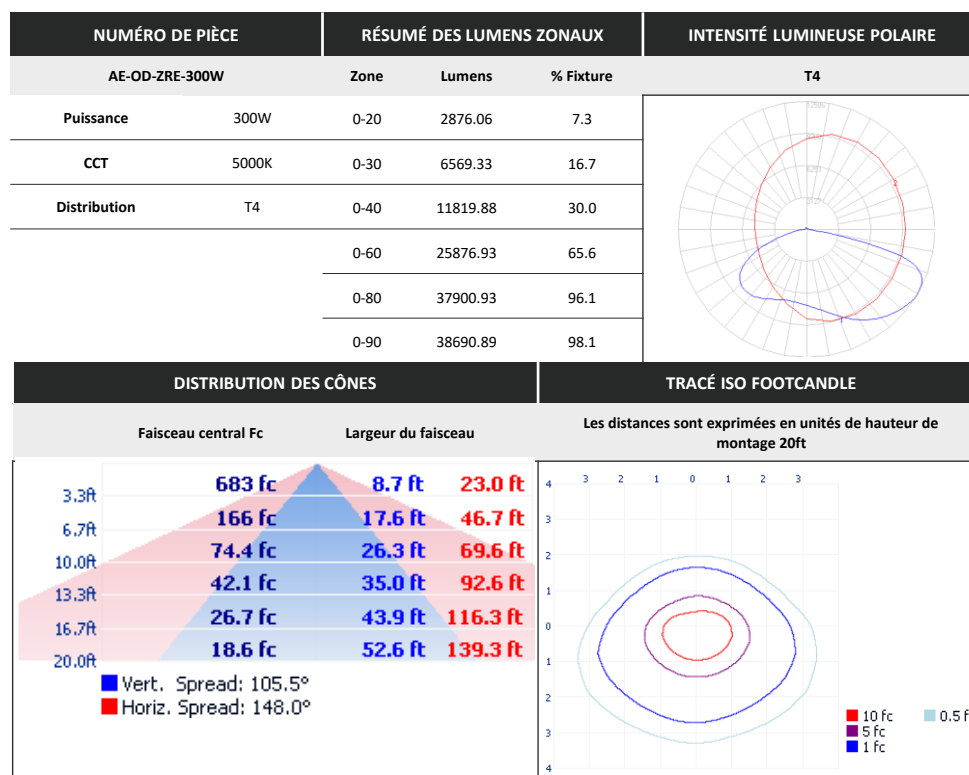 NUMÉRO DE PIÈCE
RÉSUMÉ DES LUMENS ZONAUX
INTENSITÉ LUMINEUSE POLAIRE
AE-OD-ZRE-300W
Zone Lumens % Fixture
T4
Puissance 300W
0-20 2876.06 7.3
CCT 5000K
0-30 6569.33 16.7
Distribution T4
0-40 11819.88 30.0
0-60 25876.93 65.6
0-80 37900.93 96.1
0-90 38690.89 98.1
DISTRIBUTION DES CÔNES
TRACÉ ISO FOOTCANDLE
Faisceau central Fc Largeur du faisceau
Les distances sont exprimées en unités de hauteur de
montage 20ft
3.3ft 683 fc 8.7 ft 23.0 ft
6.7ft 166 fc 17.6 ft 46.7 ft
10.0ft 74.4 fc 26.3 ft 69.6 ft
13.3ft 42.1 fc 35.0 ft 92.6 ft
16.7ft 26.7 fc 43.9 ft 116.3 ft
20.0ft 18.6 fc 52.6 ft 139.3 ft
Vert. Spread: 105.5°
Horiz. Spread: 148.0°
3 2 1 0 1 2 3
4
3
2
1
0
1
2
3
4
10 fc 0.5 f
5 fc
1 fc